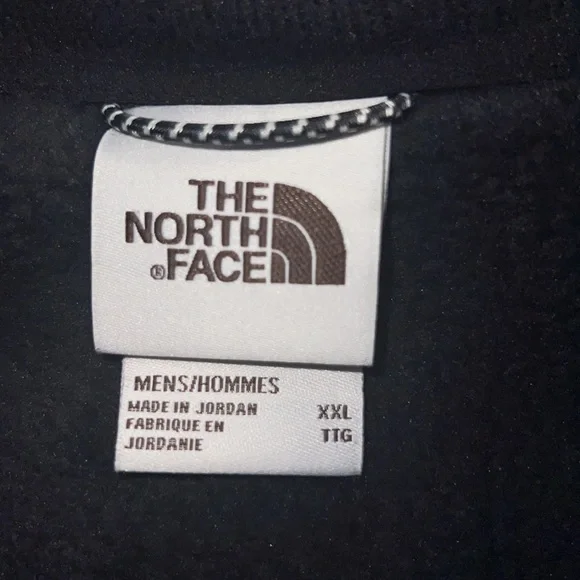 THE
NORTH
®FACE
MENS/HOMMES
MADE IN JORDAN XXL
FABRIQUE EN TTG
JORDANIE